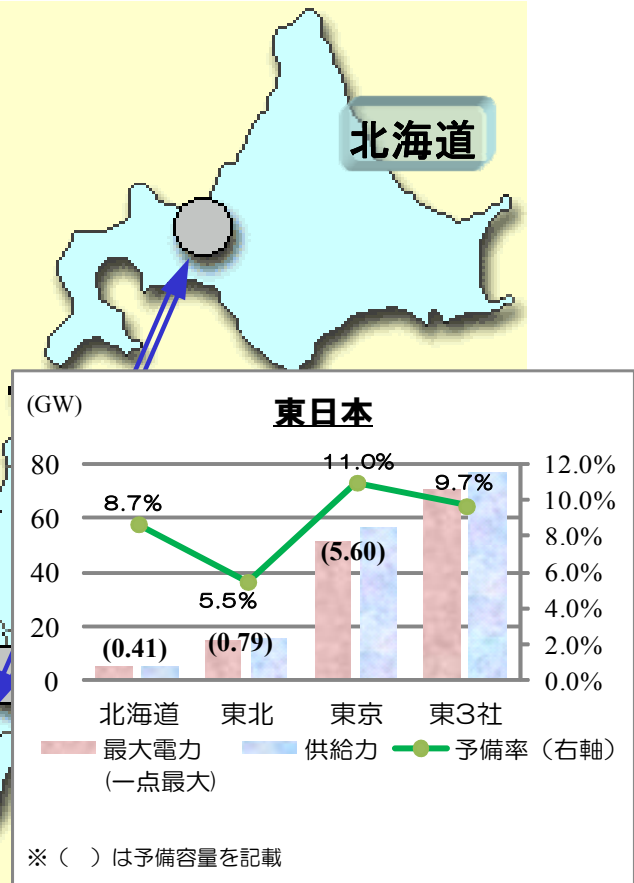 北海道
(GW)
東日本
80
60
40
20
0
12.0%
10.0%
8.0%
6.0%
4.0%
2.0%
0.0%
8.7%
5.5%
11.0%
9.7%
(0.41)
(0.79)
(5.60)
北海道 東北 東京 東3社
最大電力 供給力 予備率（右軸）
(一点最大)
※（　）は予備容量を記載